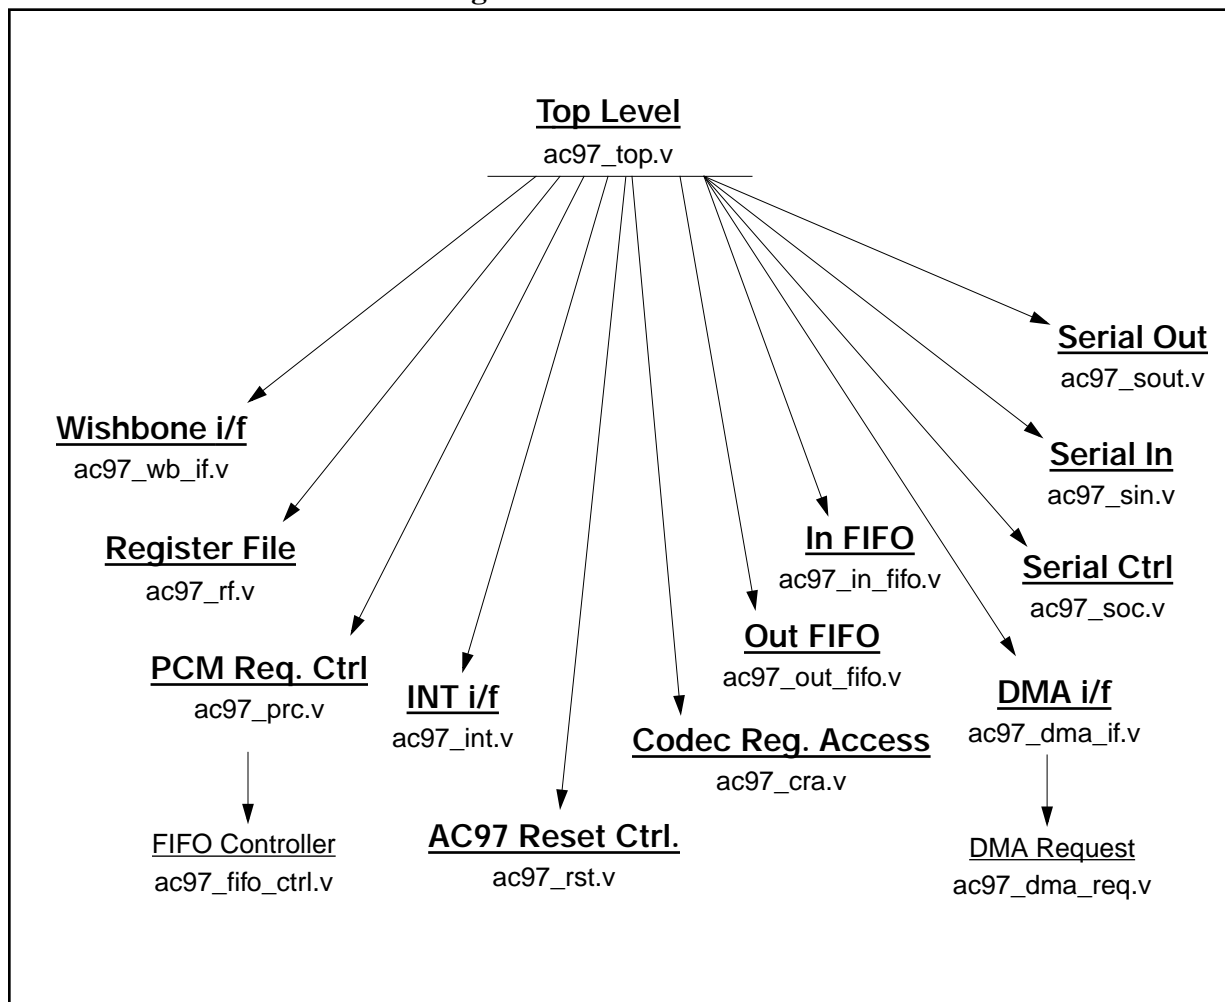 Top Level
ac97_top.v
Serial Out
ac97_sout.v
Wishbone i/f
ac97_wb_if.v
Serial In
ac97_sin.v
Register File
ac97_rf.v
In FIFO
ac97_in_fifo.v
Serial Ctrl
ac97_soc.v
PCM Req. Ctrl
ac97_prc.v
INT i/f
ac97_int.v
Out FIFO
ac97_out_fifo.v
DMA i/f
ac97_dma_if.v
Codec Reg. Access
ac97_cra.v
FIFO Controller
ac97_fifo_ctrl.v
AC97 Reset Ctrl.
ac97_rst.v
DMA Request
ac97_dma_req.v